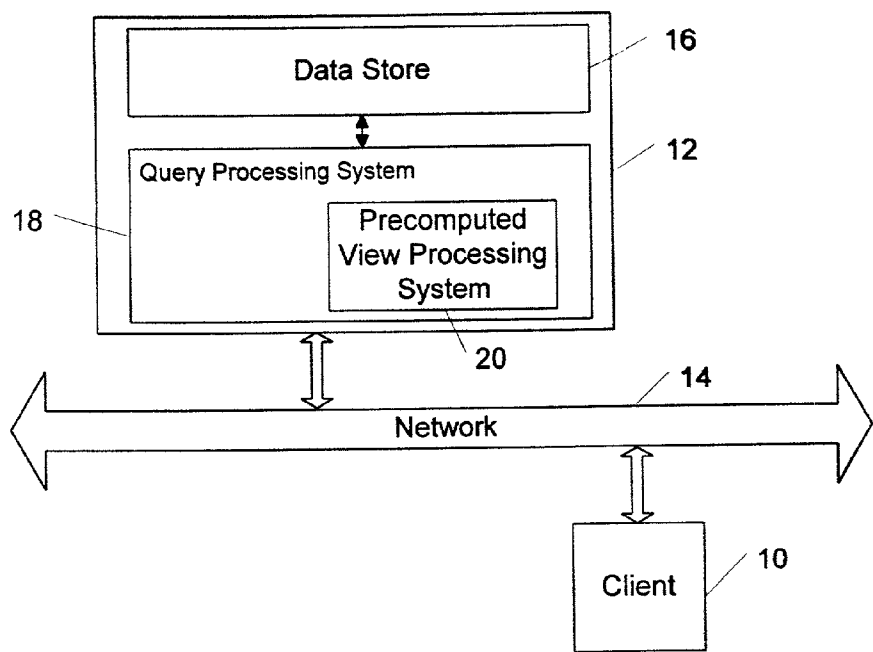 16
Data Store
12
Query Processing System
18
Precomputed
View Processing
System
20
14
Network
Client
10